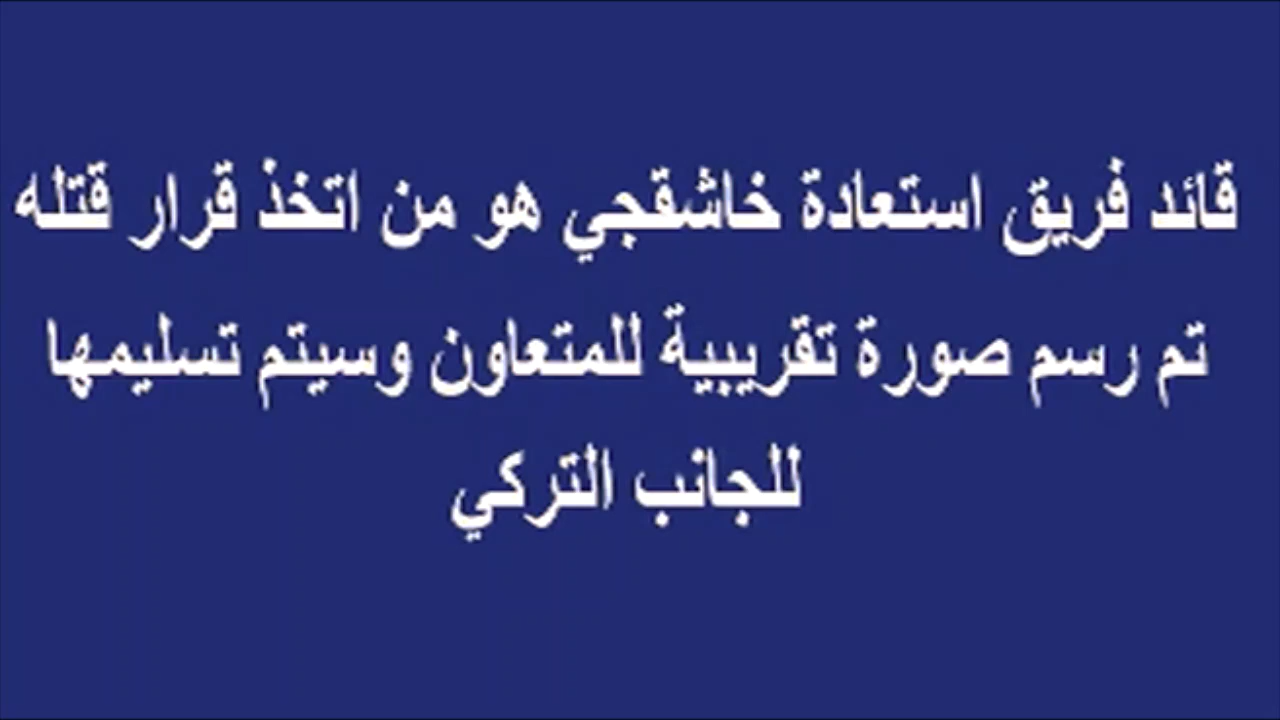 قائد فريق استعادة خاشقجي هو من اتخذ قرار قتله
تم رسم صورة تقريبية للمتعاون وسيتم تسليمها
للجانب التركي